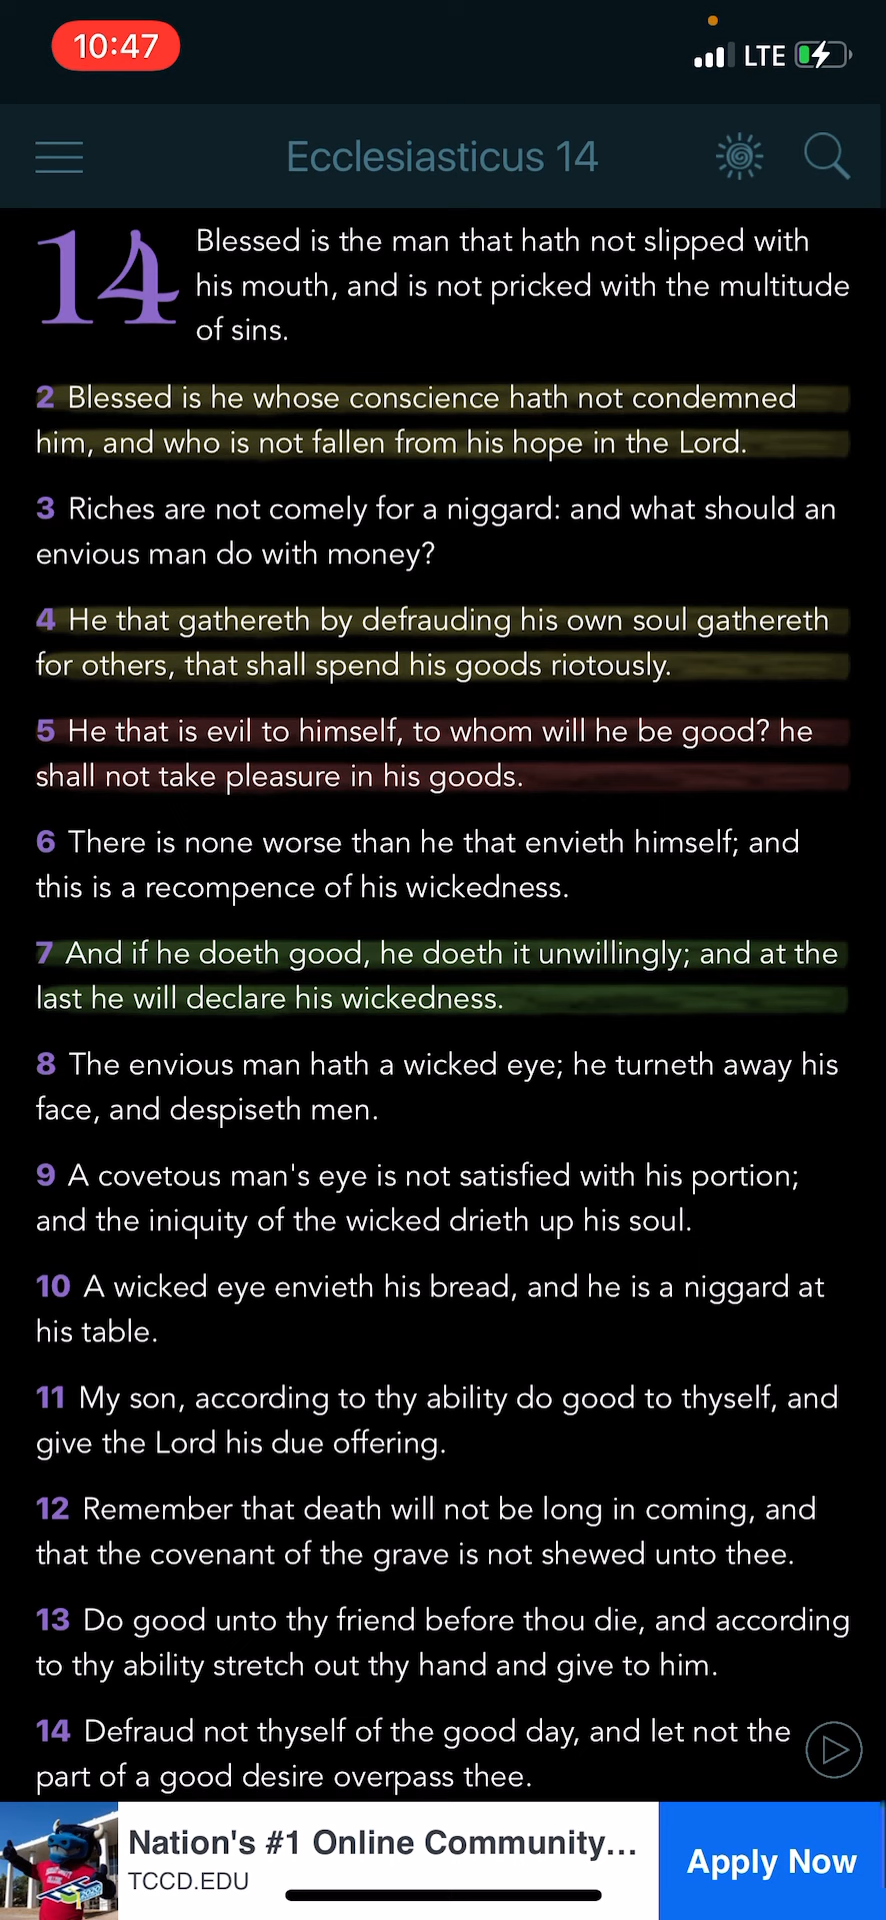 10:47
LTE
Ecclesiasticus 14
14 Blessed is the man that hath not slipped with
his mouth, and is not pricked with the multitude
of sins.
2 Blessed is he whose conscience hath not condemned
him, and who is not fallen from his hope in the Lord.
3 Riches are not comely for a niggard: and what should an
envious man do with money?
4 He that gathereth by defrauding his own soul gathereth
for others, that shall spend his goods riotously.
5 He that is evil to himself, to whom will he be good? he
shall not take pleasure in his goods.
6 There is none worse than he that envieth himself; and
this is a recompence of his wickedness.
7 And if he doeth good, he doeth it unwillingly; and at the
last he will declare his wickedness.
8 The envious man hath a wicked eye; he turneth away his
face, and despiseth men.
9 A covetous man's eye is not satisfied with his portion;
and the iniquity of the wicked drieth up his soul.
10 A wicked eye envieth his bread, and he is a niggard at
his table.
11 My son, according to thy ability do good to thyself, and
give the Lord his due offering.
12 Remember that death will not be long in coming, and
that the covenant of the grave is not shewed unto thee.
13 Do good unto thy friend before thou die, and according
to thy ability stretch out thy hand and give to him.
14 Defraud not thyself of the good day, and let not the
part of a good desire overpass thee.
Nation's #1 Online Community...
TCCD.EDU
Apply Now